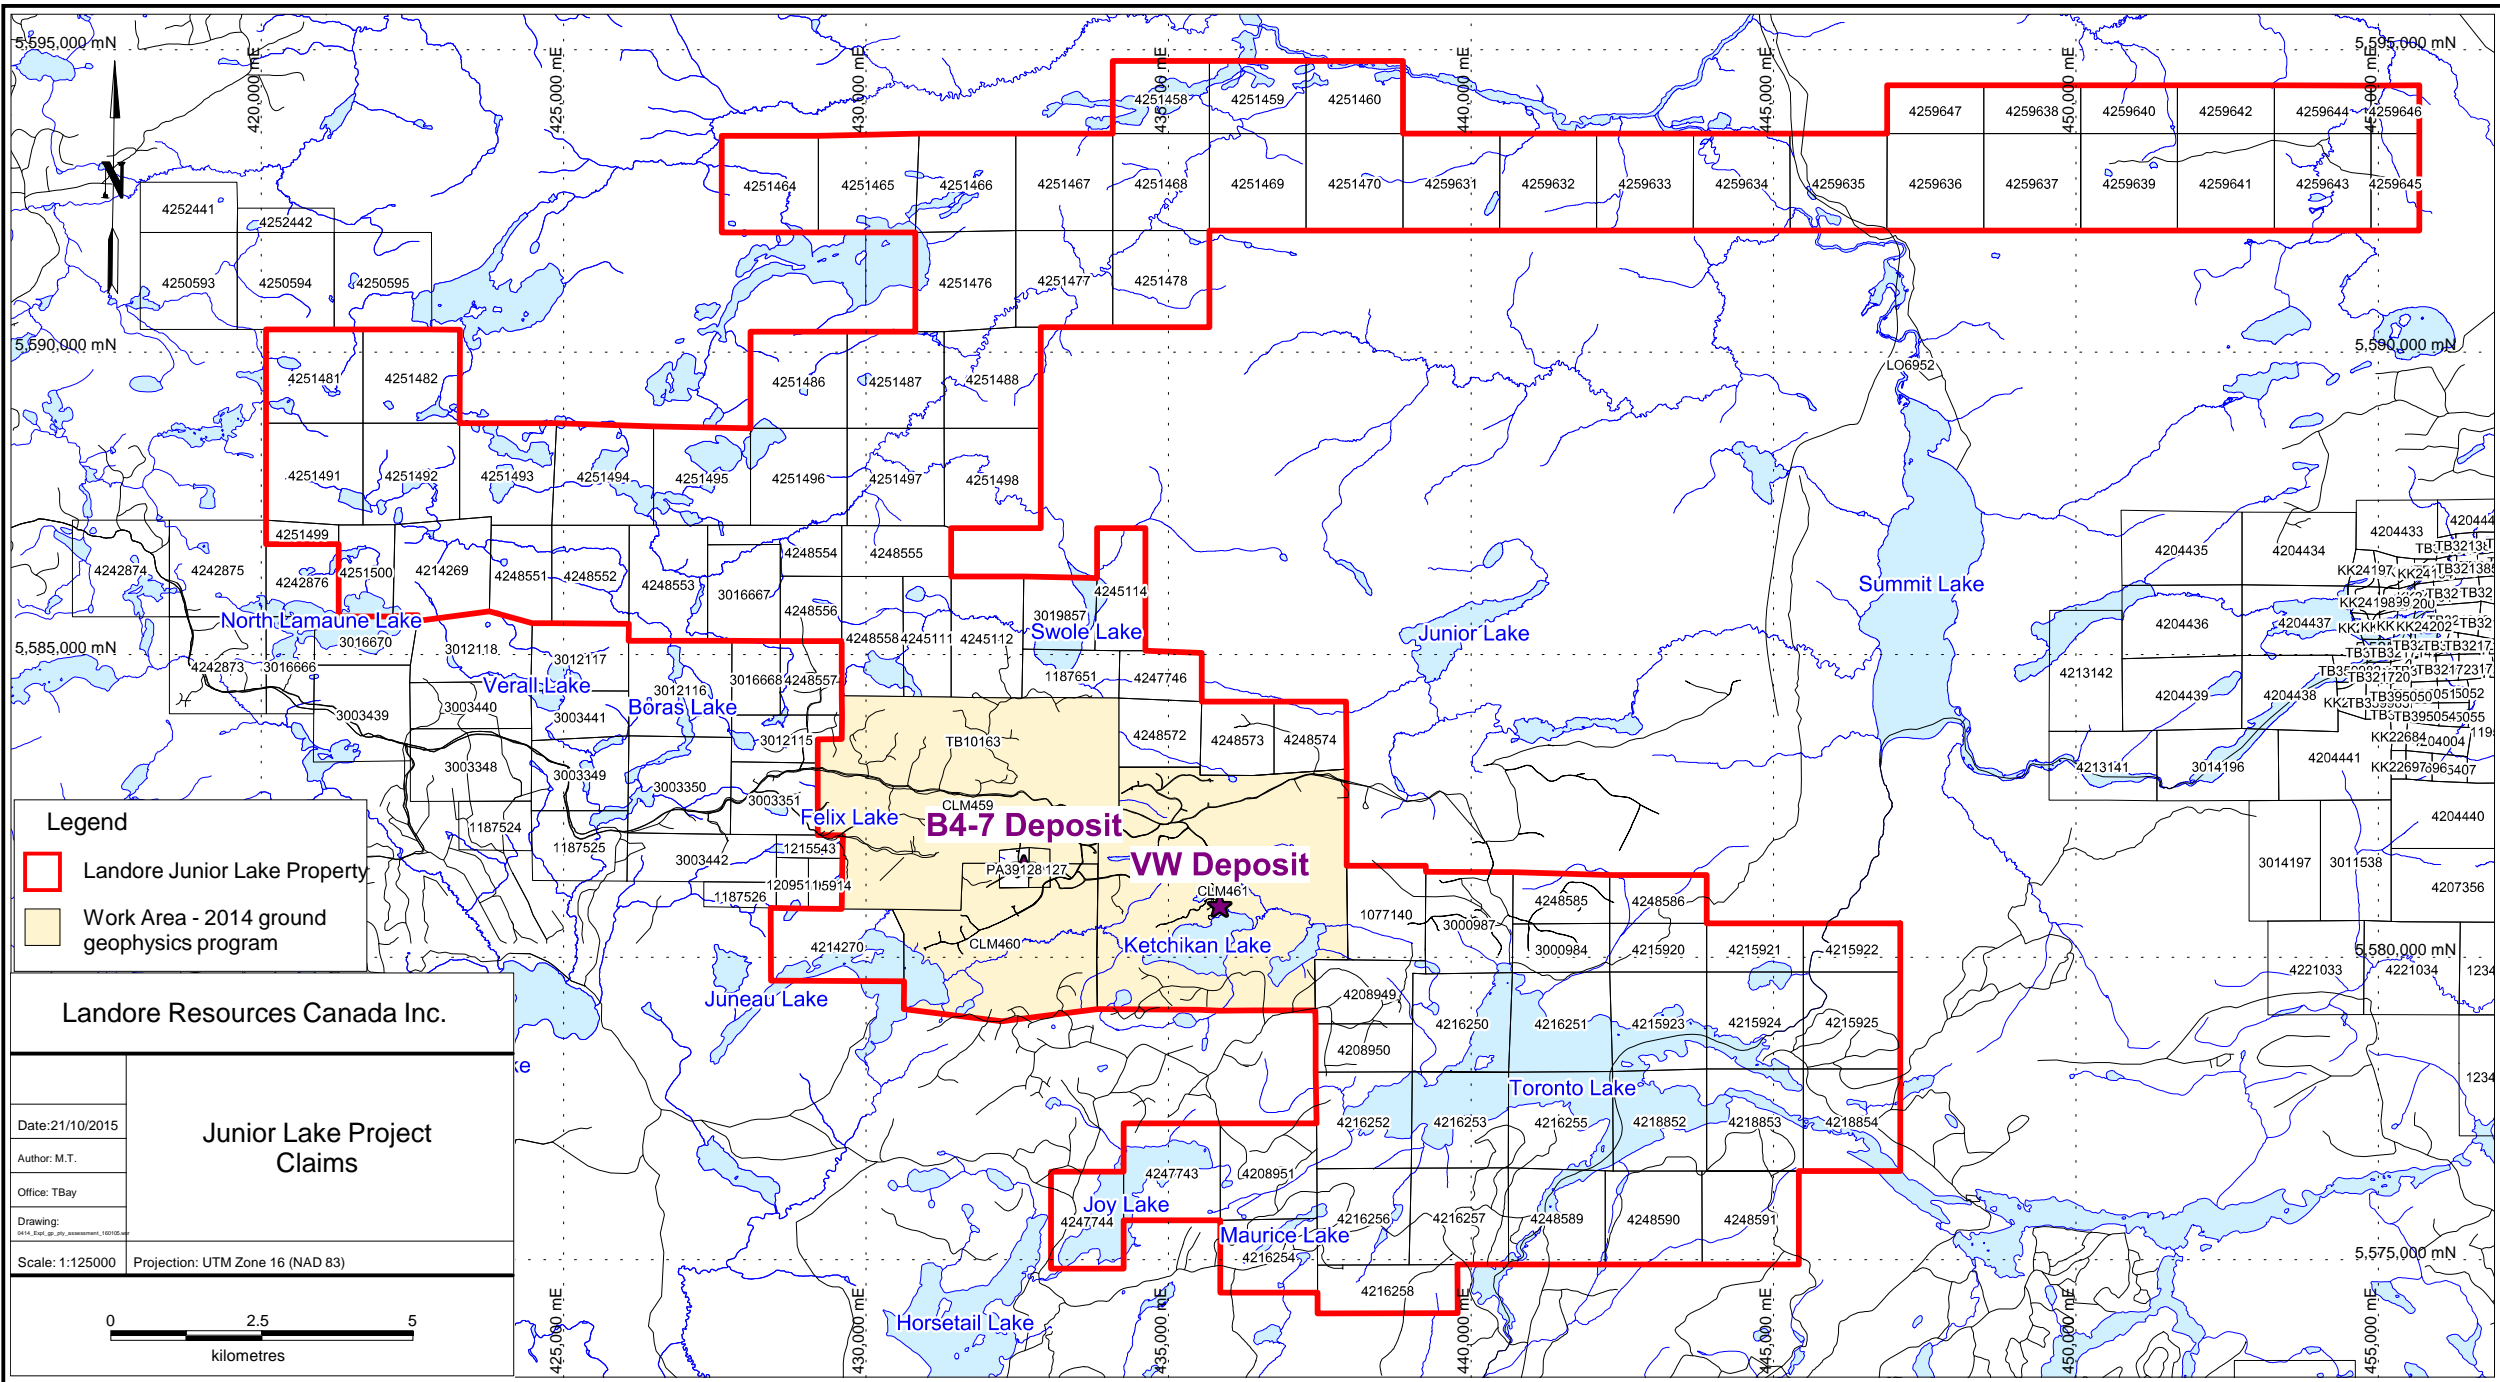 5,595,000 mN
5,595,000 mN
420,000 mE
425,000 mE
430,000 mE
435,000 mE
440,000 mE
445,000 mE
450,000 mE
455,000 mE
N
4251458
4251459
4251460
4259647
4259638
4259640
4259642
4259644
4259646
4252441
4252442
4251464
4251465
4251466
4251467
4251468
4251469
4251470
4259631
4259632
4259633
4259634
4259635
4259636
4259637
4259639
4259641
4259643
4259645
4250593
4250594
4250595
4251476
4251477
4251478
5,590,000 mN
5,590,000 mN
LO6952
4251481
4251482
4251486
4251487
4251488
4251491
4251492
4251493
4251494
4251495
4251496
4251497
4251498
4251499
4242874
4242875
4242876
4251500
4214269
4248551
4248552
4248553
4248554
4248555
3016667
4248556
4248558
4245111
4245112
3019857
4245114
Swole Lake
Junior Lake
Summit Lake
4204433
4204435
4204434
4204436
4204437
4213142
4204439
4204438
North Lamaune Lake
5,585,000 mN
3016670
3012118
3012117
4242873
3016666
Verall Lake
3012116
3016668
4248557
1187651
4247746
Boras Lake
3003439
3003440
3003441
3012115
TB10163
4248572
4248573
4248574
3003348
3003349
3003350
3003351
CLM459
Felix Lake
B4-7 Deposit
VW Deposit
KK22684
4213141
3014196
4204441
KK22697
4204440
3014197
3011538
4207356
1187524
1187525
3003442
1215543
1187526
PA39128
CLM461
1077140
3000987
4248585
4248586
3000984
4215920
4215921
4215922
5,580,000 mN
4221033
4221034
4214270
CLM460
Ketchikan Lake
Juneau Lake
4208949
4208950
4216250
4216251
4215923
4215924
4215925
Toronto Lake
4216252
4216253
4216255
4218852
4218853
4218854
4247743
4208951
Joy Lake
4247744
4216256
4216257
4248589
4248590
4248591
Maurice Lake
4216254
4216258
5,575,000 mN
Horsetail Lake
425,000 mE
430,000 mE
435,000 mE
440,000 mE
445,000 mE
450,000 mE
455,000 mE
Legend
Landore Junior Lake Property
Work Area - 2014 ground
geophysics program
Landore Resources Canada Inc.
Date:21/10/2015
Author: M.T.
Office: TBay
Drawing:
Junior Lake Project
Claims
Scale: 1:125000
Projection: UTM Zone 16 (NAD 83)
0 2.5 5
kilometres